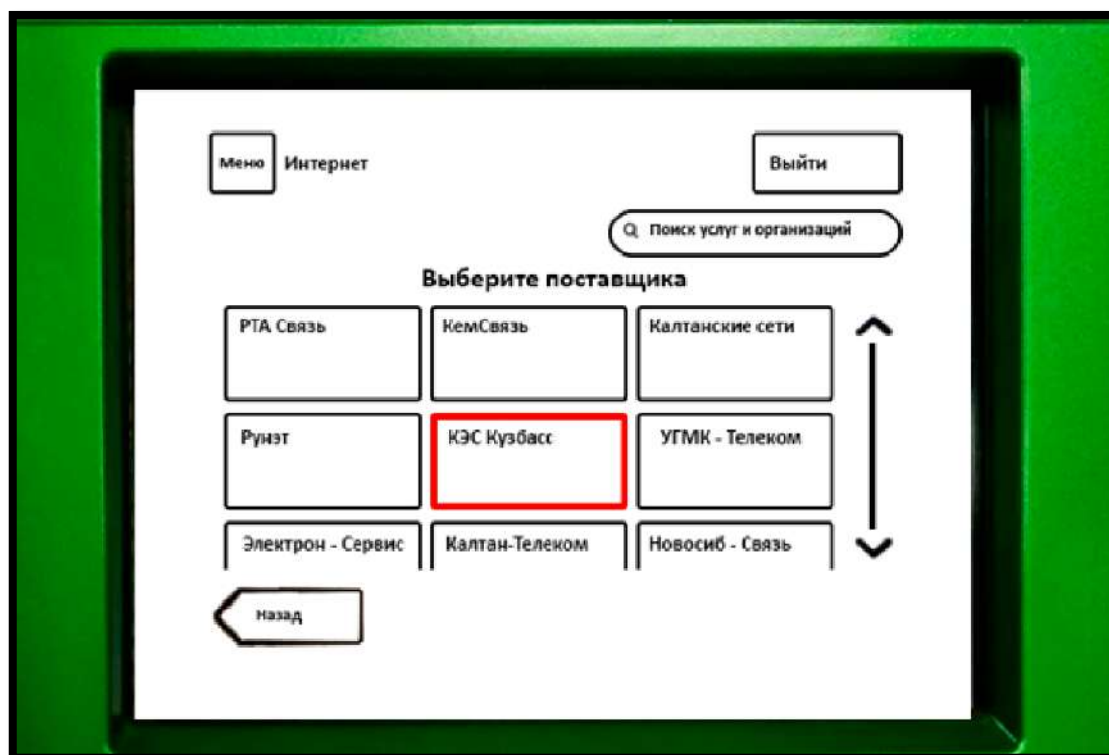 Меню Интернет
Выйти
Поиск услуг и организаций
Выберите поставщика
РТА Связь КемСвязь Калтанские сети
Рунэт КЭС Кузбасс УГМК - Телеком
Электрон - Сервис Калтан-Телеком Новосиб - Связь
Назад